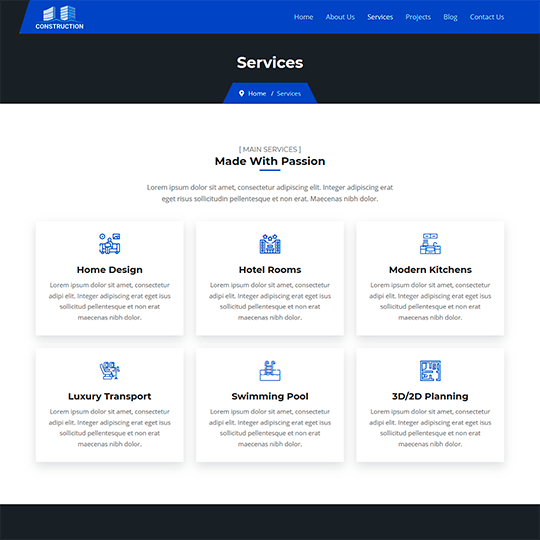 CONSTRUCTION
Home About Us Services Projects Blog Contact Us
Services
Home / Services
[ MAIN SERVICES ]
Made With Passion
Lorem ipsum dolor sit amet, consectetur adipiscing elit. Integer adipiscing erat
eget risus sollicitudin pellentesque et non erat. Maecenas nibh dolor.
Home Design
Lorem ipsum dolor sit amet, consectetur
adipi elit. Integer adipiscing erat eget isus
sollicitud pellentesque et non erat
maecenas nibh dolor.
Hotel Rooms
Lorem ipsum dolor sit amet, consectetur
adipi elit. Integer adipiscing erat eget isus
sollicitud pellentesque et non erat
maecenas nibh dolor.
Modern Kitchens
Lorem ipsum dolor sit amet, consectetur
adipi elit. Integer adipiscing erat eget isus
sollicitud pellentesque et non erat
maecenas nibh dolor.
Luxury Transport
Lorem ipsum dolor sit amet, consectetur
adipi elit. Integer adipiscing erat eget isus
sollicitud pellentesque et non erat
maecenas nibh dolor.
Swimming Pool
Lorem ipsum dolor sit amet, consectetur
adipi elit. Integer adipiscing erat eget isus
sollicitud pellentesque et non erat
maecenas nibh dolor.
3D/2D Planning
Lorem ipsum dolor sit amet, consectetur
adipi elit. Integer adipiscing erat eget isus
sollicitud pellentesque et non erat
maecenas nibh dolor.